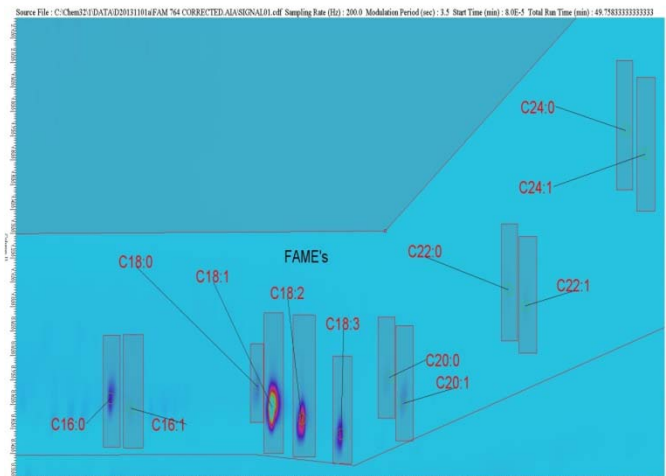 Source File : C:\Chem32\1\DATA\D20131101a\FAM 764 CORRECTED.AIA\SIGNAL01.cdf Sampling Rate (Hz) : 200.0 Modulation Period (sec) : 3.5 Start Time (min) : 8.0E-5 Total Run Time (min) : 49.75833333333333
C24:0
C24:1
FAME's
C22:0
C18:0
C18:1
C22:1
C18:2
C18:3
C20:0
C20:1
C16:0
C16:1